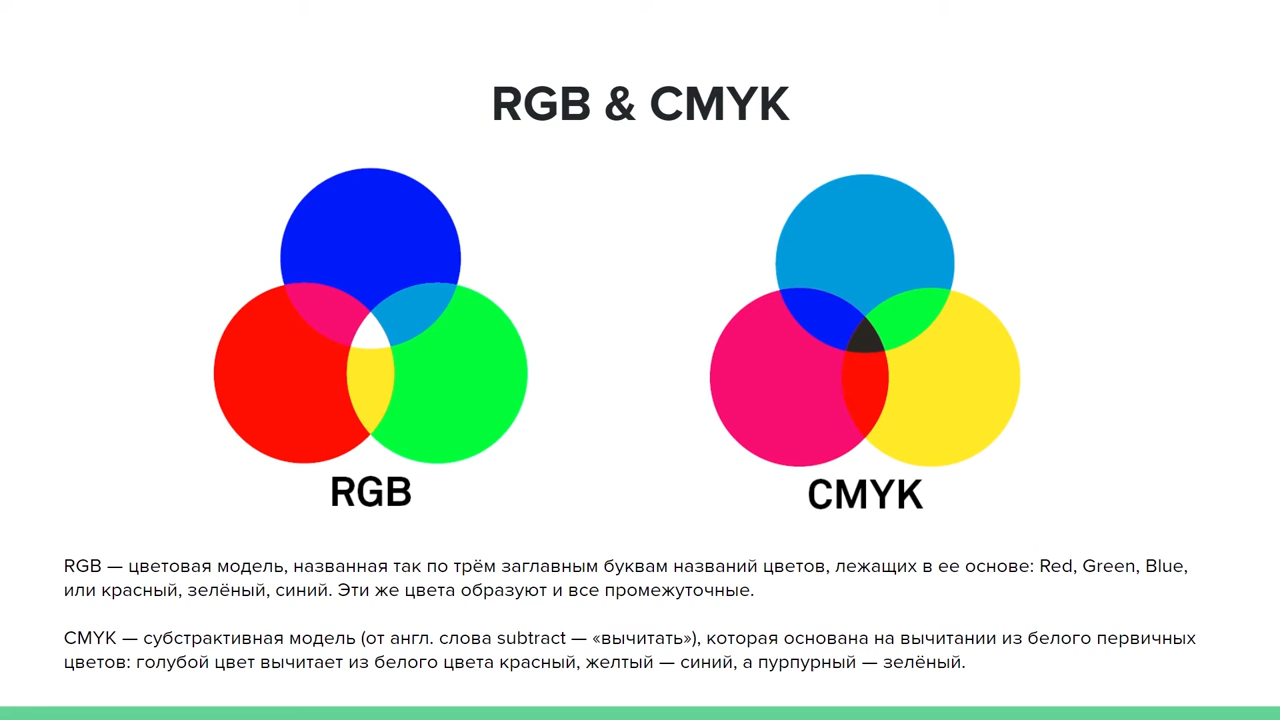 RGB & CMYK
RGB
CMYK
RGB — цветовая модель, названная так по трём заглавным буквам названий цветов, лежащих в ее основе: Red, Green, Blue,
или красный, зелёный, синий. Эти же цвета образуют и все промежуточные.
CMYK — субстрактивная модель (от англ. слова subtract — «вычитать»), которая основана на вычитании из белого первичных
цветов: голубой цвет вычитает из белого цвета красный, желтый — синий, а пурпурный — зелёный.